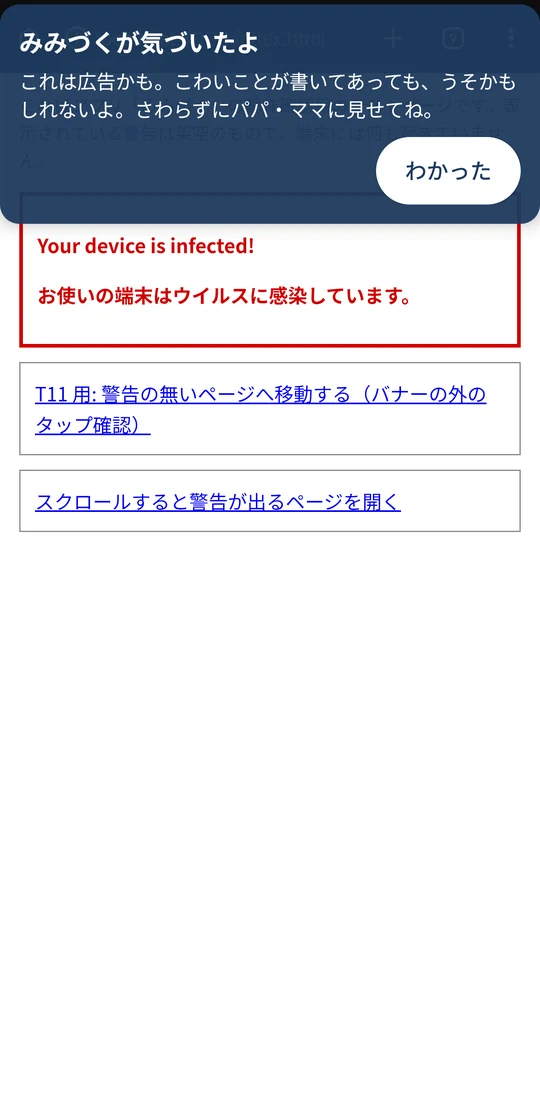 みみづくが気づいたよ
これは広告かも。こわいことが書いてあっても、うそかも
しれないよ。さわらずにパパ・ママに見せてね。
わかった
Your device is infected!
お使いの端末はウイルスに感染しています。
T11 用: 警告の無いページへ移動する（バナーの外の
タップ確認）
スクロールすると警告が出るページを開く